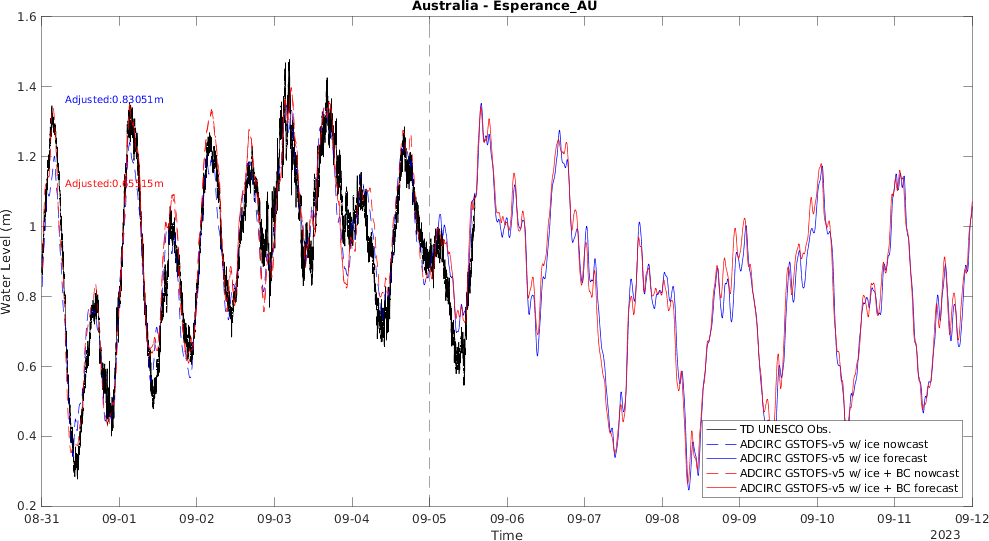 Australia - Esperance_AU
1.6
1.4
1.2
1
0.8
0.6
0.4
0.2
Water Level (m)
Adjusted:0.83051m
Adjusted:0.65515m
08-31
09-01
09-02
09-03
09-04
09-05
09-06
09-07
09-08
09-09
09-10
09-11
09-12
Time
2023
TD UNESCO Obs.
ADCIRC GSTOFS-v5 w/ ice nowcast
ADCIRC GSTOFS-v5 w/ ice forecast
ADCIRC GSTOFS-v5 w/ ice + BC nowcast
ADCIRC GSTOFS-v5 w/ ice + BC forecast